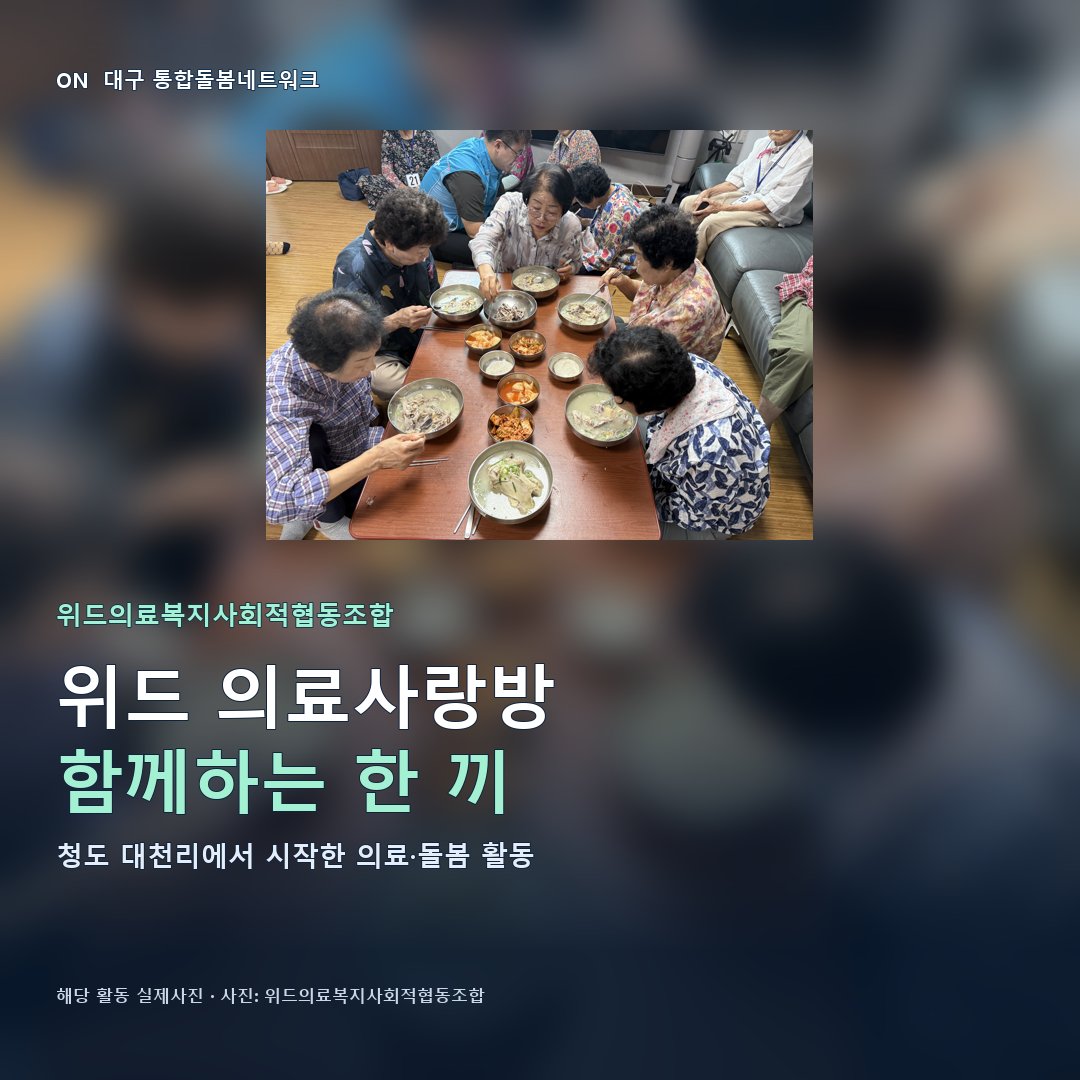 ON 대구 통합돌봄네트워크
21
위드의료복지사회적협동조합
위드 의료사랑방
함께하는 한 끼
청도 대천리에서 시작한 의료·돌봄 활동
해당 활동 실제사진 · 사진: 위드의료복지사회적협동조합